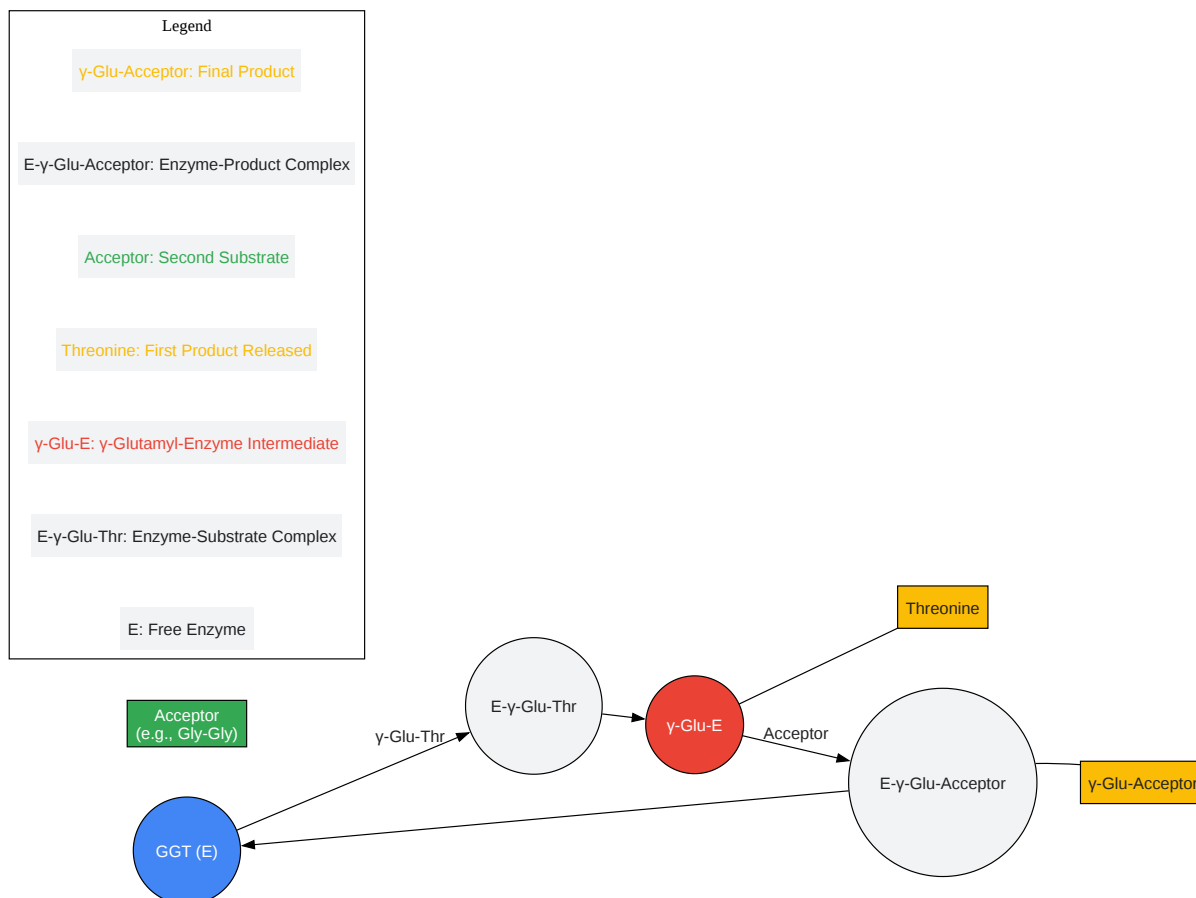 Legend
γ-Glu-Acceptor: Final Product
E-γ-Glu-Acceptor: Enzyme-Product Complex
Acceptor: Second Substrate
Threonine: First Product Released
γ-Glu-E: γ-Glutamyl-Enzyme Intermediate
E-γ-Glu-Thr: Enzyme-Substrate Complex
E: Free Enzyme
Threonine
E-γ-Glu-Thr
Acceptor
(e.g., Gly-Gly)
γ-Glu-E
γ-Glu-Thr
Acceptor
E-γ-Glu-Acceptor
γ-Glu-Acceptor
GGT (E)